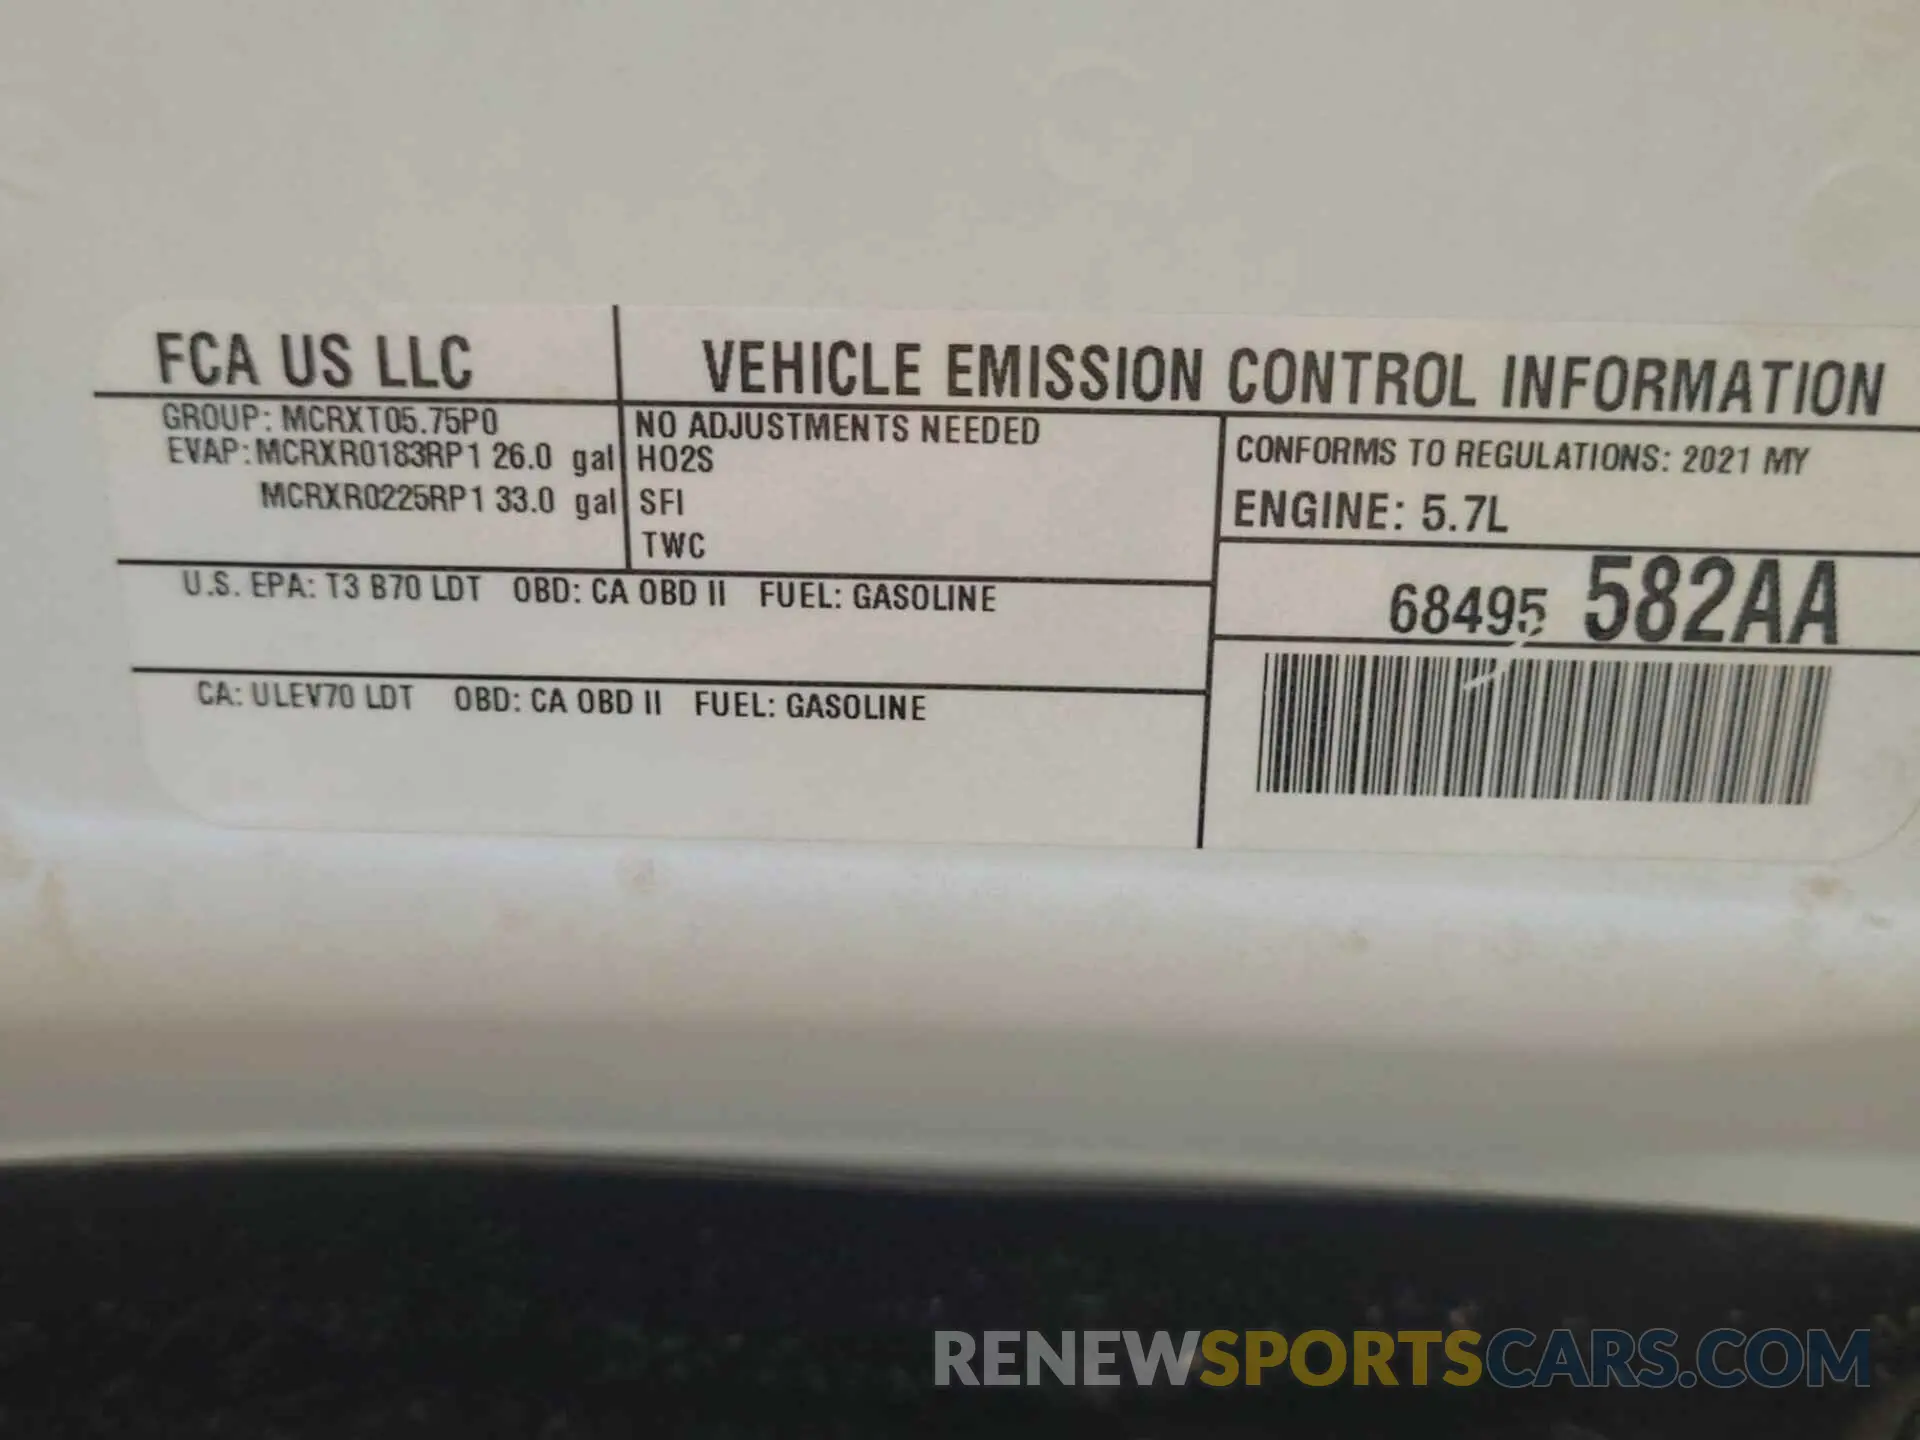 FCA US LLC
VEHICLE EMISSION CONTROL INFORMATION
GROUP: MCRXT05.75P0
EVAP: MCRXR0183RP1 26.0 gal
MCRXR0225RP1 33.0 gal
NO ADJUSTMENTS NEEDED
HO2S
SFI
TWC
CONFORMS TO REGULATIONS: 2021 MY
ENGINE: 5.7L
U.S. EPA: T3 B70 LDT OBD: CA OBD II FUEL: GASOLINE
68495 582AA
CA: ULEV70 LDT OBD: CA OBD II FUEL: GASOLINE
RENEWSPORTSCARS.COM